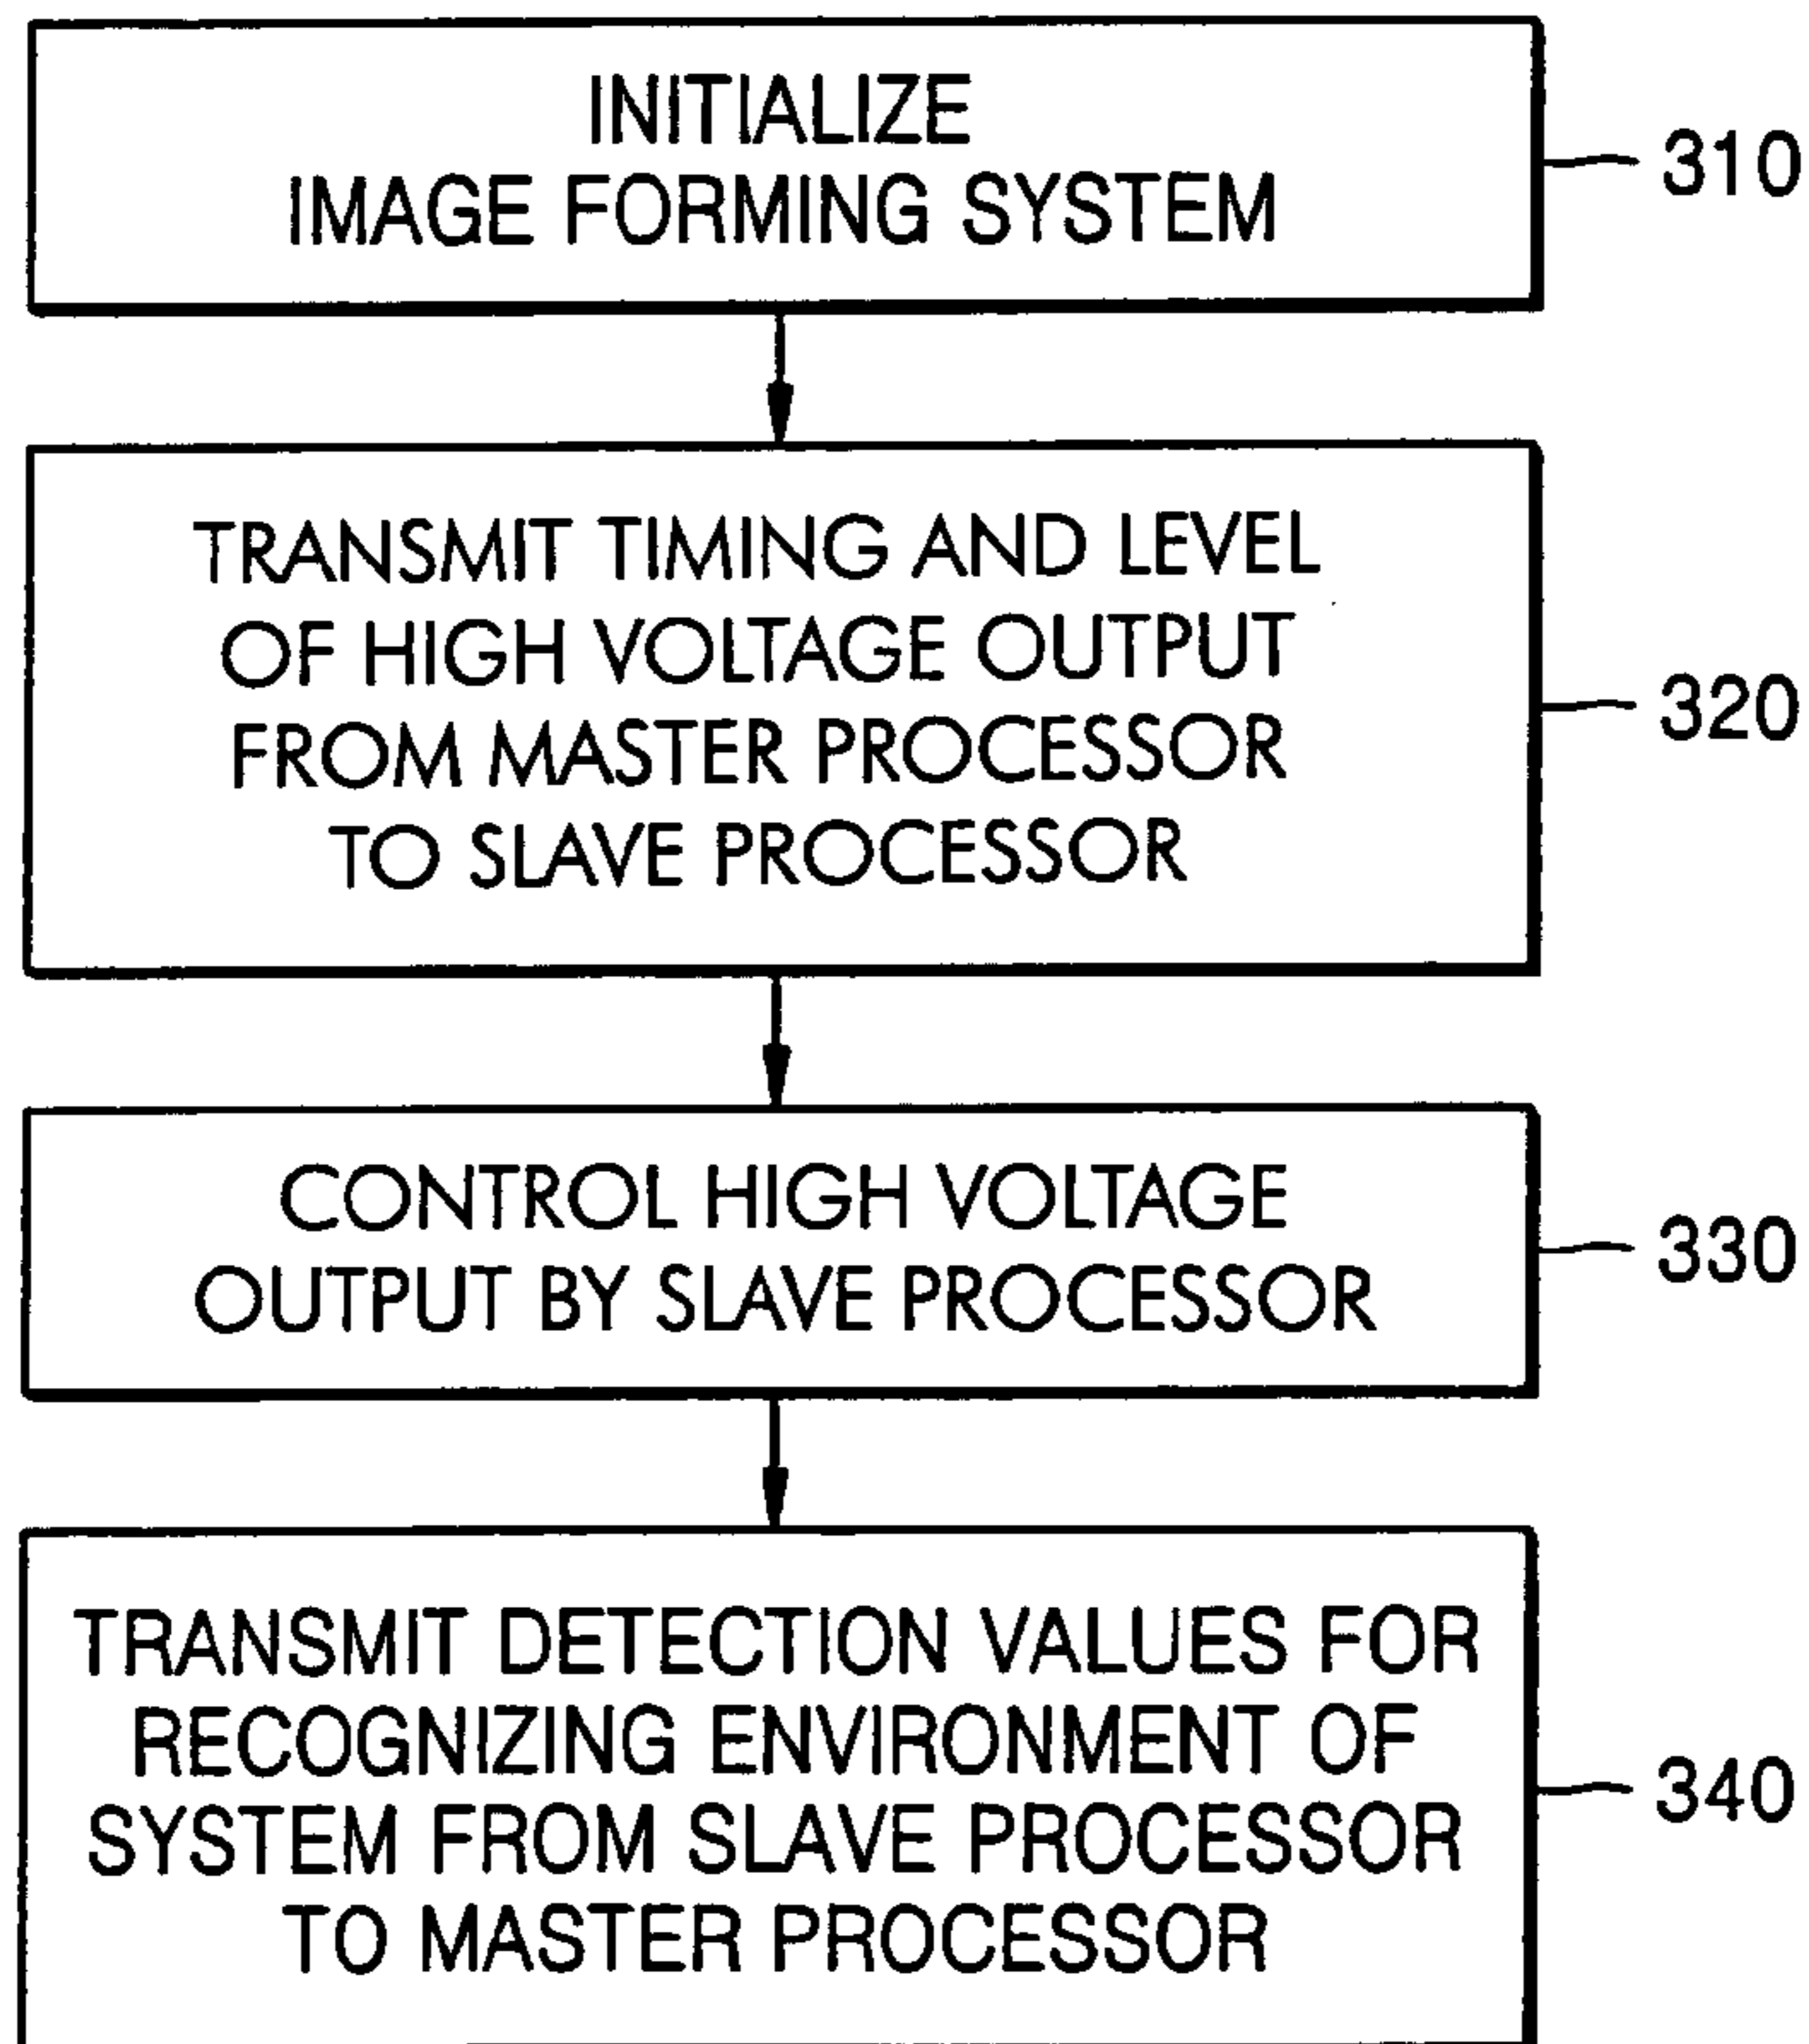 INITIALIZE
IMAGE FORMING SYSTEM
310
TRANSMIT TIMING AND LEVEL
OF HIGH VOLTAGE OUTPUT
FROM MASTER PROCESSOR
TO SLAVE PROCESSOR
320
CONTROL HIGH VOLTAGE
OUTPUT BY SLAVE PROCESSOR
330
TRANSMIT DETECTION VALUES FOR
RECOGNIZING ENVIRONMENT OF
SYSTEM FROM SLAVE PROCESSOR
TO MASTER PROCESSOR
340